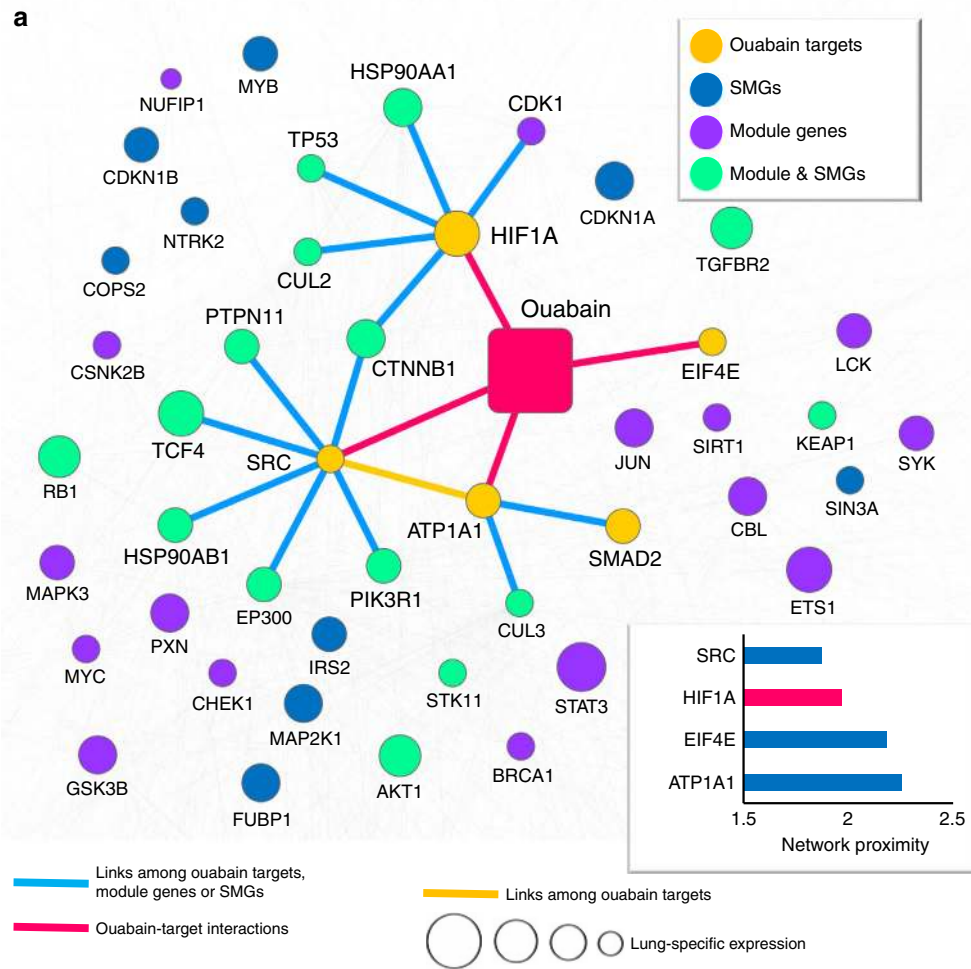 a
Ouabain targets
SMGs
Module genes
Module & SMGs
MYB
NUFIP1
HSP90AA1
CDK1
TP53
CDKN1B
CDKN1A
NTRK2
HIF1A
TGFBR2
COPS2
CUL2
Ouabain
PTPN11
CTNNB1
EIF4E
LCK
CSNK2B
TCF4
SRC
JUN
SIRT1
KEAP1
SYK
RB1
SIN3A
ATP1A1
CBL
HSP90AB1
SMAD2
MAPK3
EP300
PIK3R1
ETS1
CUL3
PXN
IRS2
MYC
CHEK1
STK11
STAT3
MAP2K1
GSK3B
FUBP1
AKT1
BRCA1
SRC
HIF1A
EIF4E
ATP1A1
1.5 2 2.5
Network proximity
Links among ouabain targets,
module genes or SMGs
Ouabain-target interactions
Links among ouabain targets
Lung-specific expression